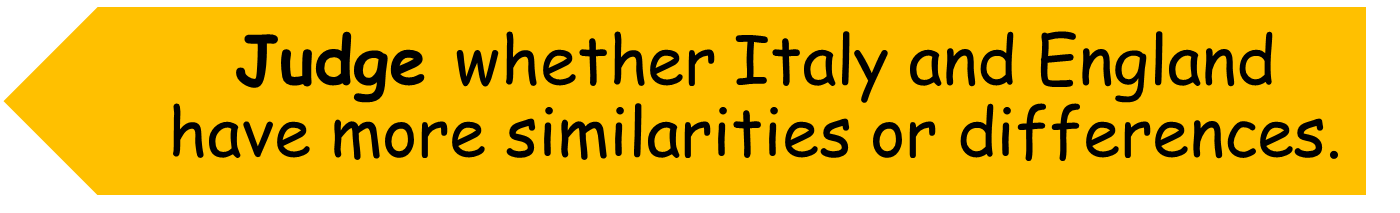 Judge whether Italy and England
have more similarities or differences.